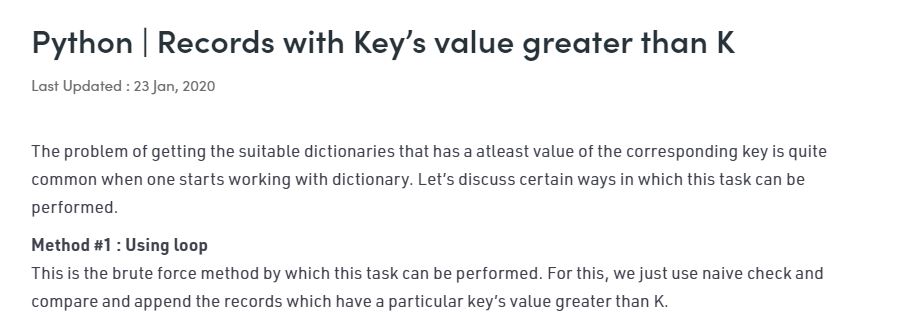 Python | Records with Key’s value greater than K
Last Updated : 23 Jan, 2020
The problem of getting the suitable dictionaries that has a atleast value of the corresponding key is quite
common when one starts working with dictionary. Let’s discuss certain ways in which this task can be
performed.
Method #1 : Using loop
This is the brute force method by which this task can be performed. For this, we just use naive check and
compare and append the records which have a particular key’s value greater than K.